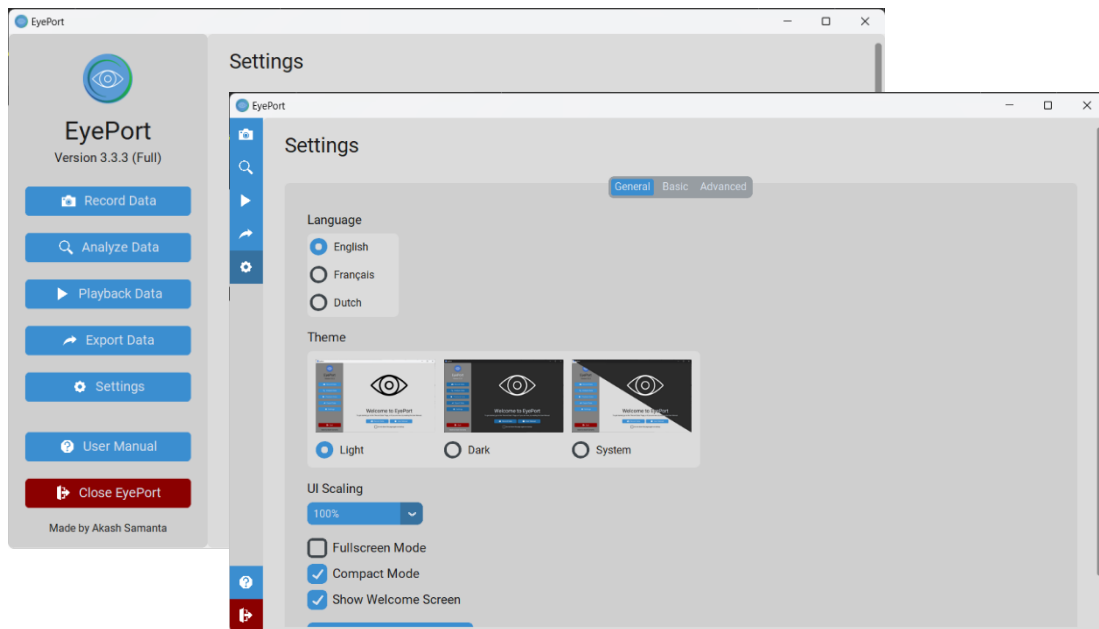 EyePort
Settings
EyePort
Version 3.3.3 (Full)
Record Data
Analyze Data
Playback Data
Export Data
Settings
User Manual
Close EyePort
Made by Akash Samanta
EyePort
Settings
General Basic Advanced
Language
English
Français
Dutch
Theme
Welcome to EyePort
Welcome to EyePort
Welcome to EyePort
Light
Dark
System
UI Scaling
100%
Fullscreen Mode
Compact Mode
Show Welcome Screen